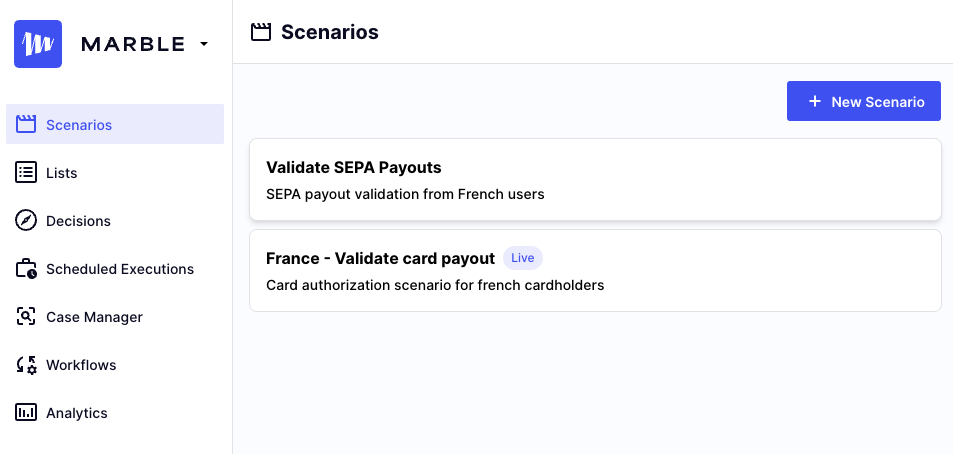 MARBLE
Scenarios
Lists
Decisions
Scheduled Executions
Case Manager
Workflows
Analytics
Scenarios
+ New Scenario
Validate SEPA Payouts
SEPA payout validation from French users
France - Validate card payout Live
Card authorization scenario for french cardholders